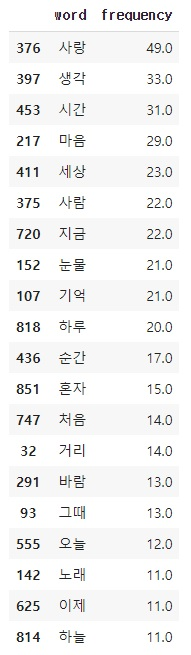 word frequency
376 사랑 49.0
397 생각 33.0
453 시간 31.0
217 마음 29.0
411 세상 23.0
375 사람 22.0
720 지금 22.0
152 눈물 21.0
107 기억 21.0
818 하루 20.0
436 순간 17.0
851 혼자 15.0
747 처음 14.0
32 거리 14.0
291 바람 13.0
93 그때 13.0
555 오늘 12.0
142 노래 11.0
625 이제 11.0
814 하늘 11.0